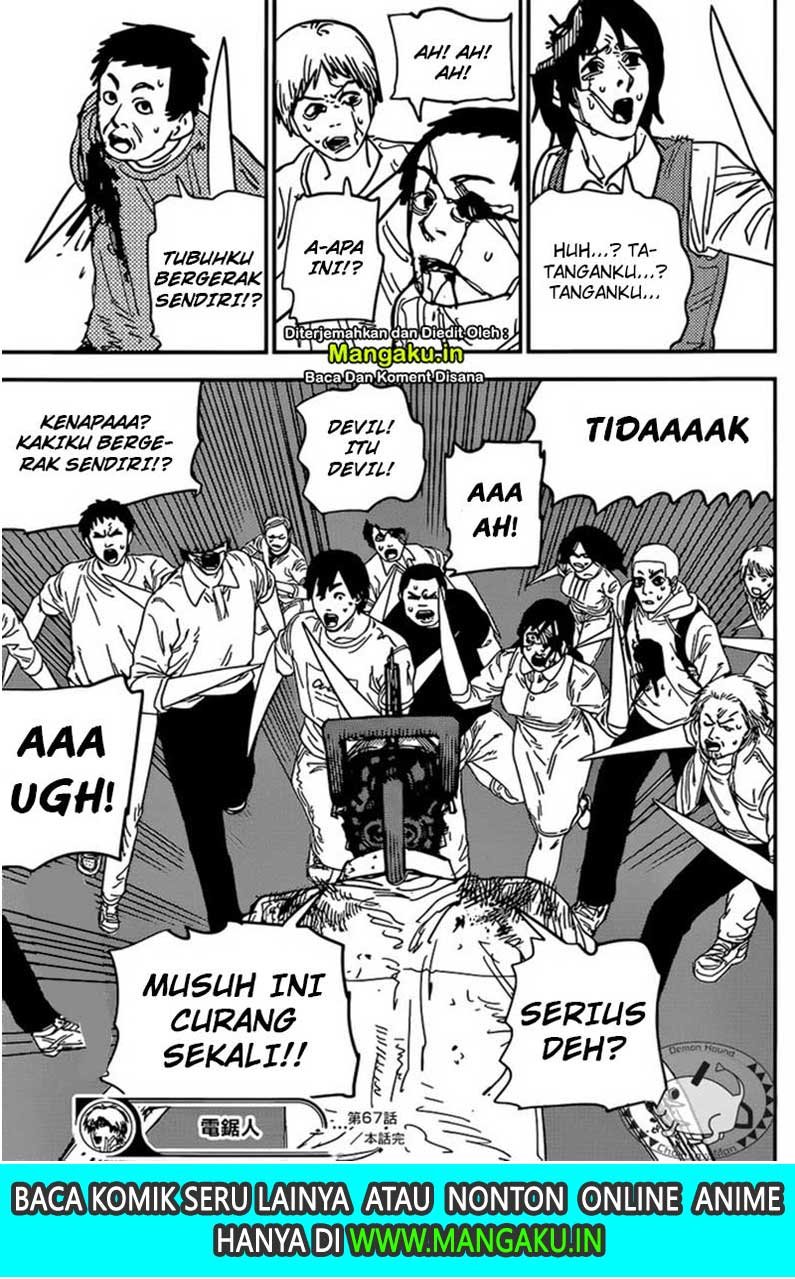 AH! AH!
AH!
HUH...? TA-
TANGANKU...?
TANGANKU...
A-APA
INI!?
TUBUHKU
BERGERAK
SENDIRI!?
Diterjemahkan dan Diedit Oleh :
Mangaku.in
Baca Dan Koment Disana
KENAPAAA?
KAKIKU BERGE-
RAK SENDIRI!?
DEVIL!
ITU
DEVIL!
AAA
AH!
TIDAAAAK
AAA
UGH!
MUSUH INI
CURANG
SEKALI!!
SERIUS
DEH?
電鋸人
第67話
／本話完
Demon Hound
BACA KOMIK SERU LAINYA ATAU NONTON ONLINE ANIME
HANYA DI WWW.MANGAKU.IN